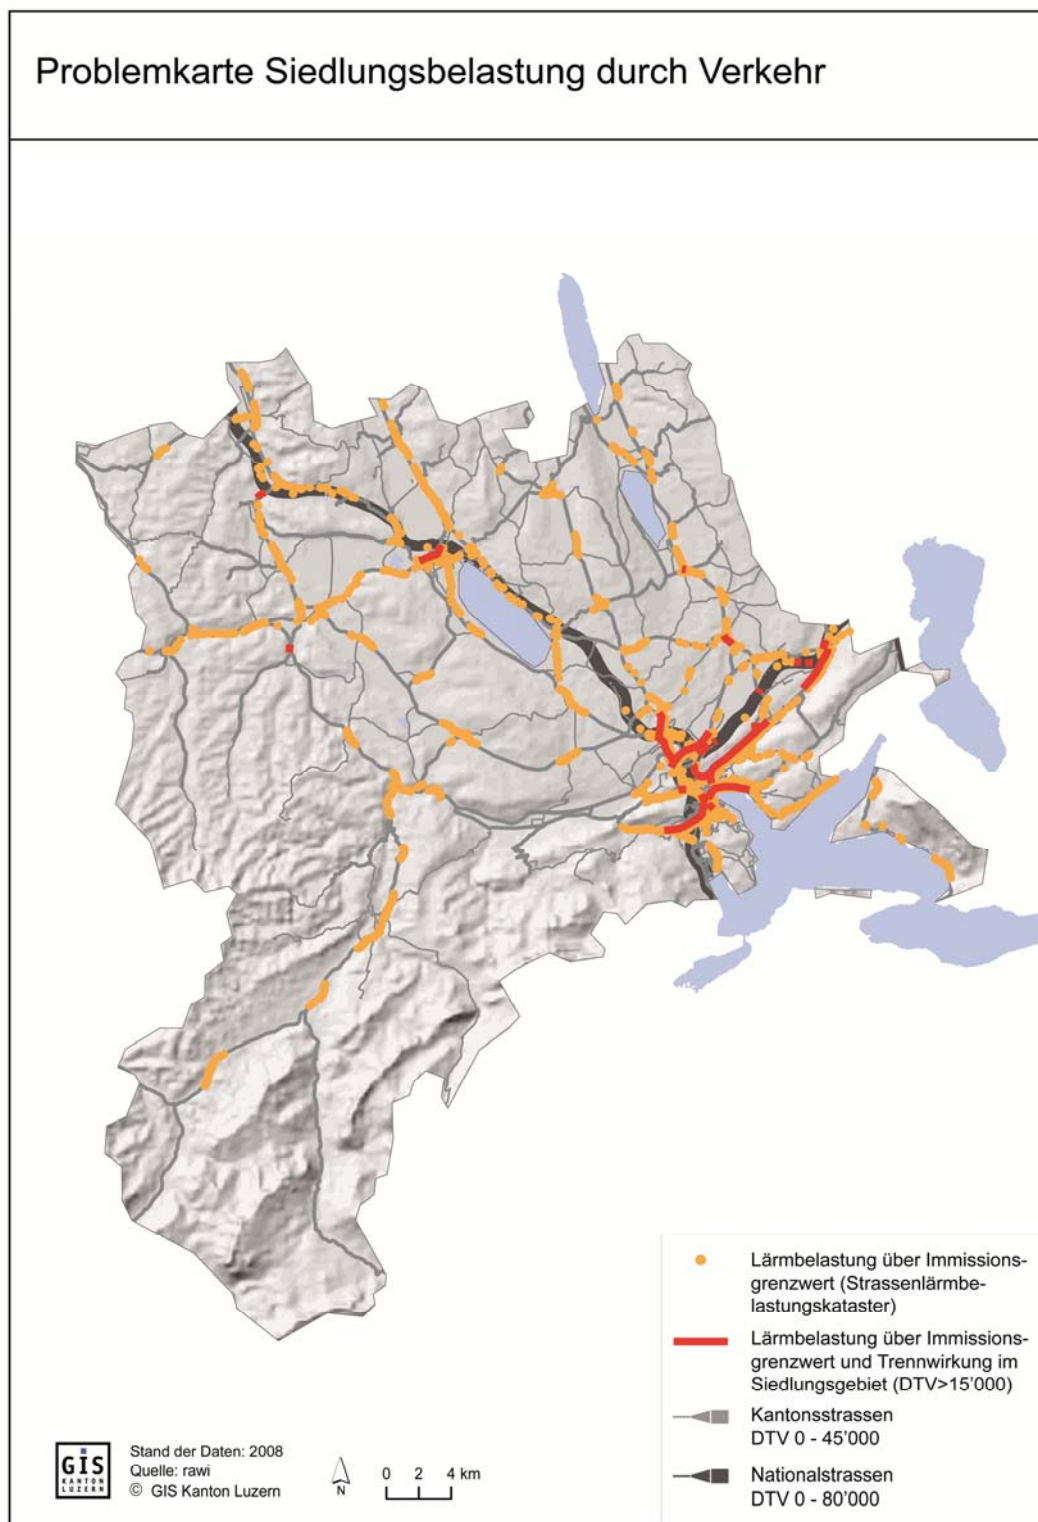 Problemkarte Siedlungsbelastung durch Verkehr
Lärmbelastung über Immissions-
grenzwert (Strassenlärmbe-
lastungskataster)
Lärmbelastung über Immissions-
grenzwert und Trennwirkung im
Siedlungsgebiet (DTV>15'000)
Kantonsstrassen
DTV 0 - 45'000
Nationalstrassen
DTV 0 - 80'000
GIS
KANTON
LUZERN
Stand der Daten: 2008
Quelle: rawi
© GIS Kanton Luzern
N
0 2 4 km